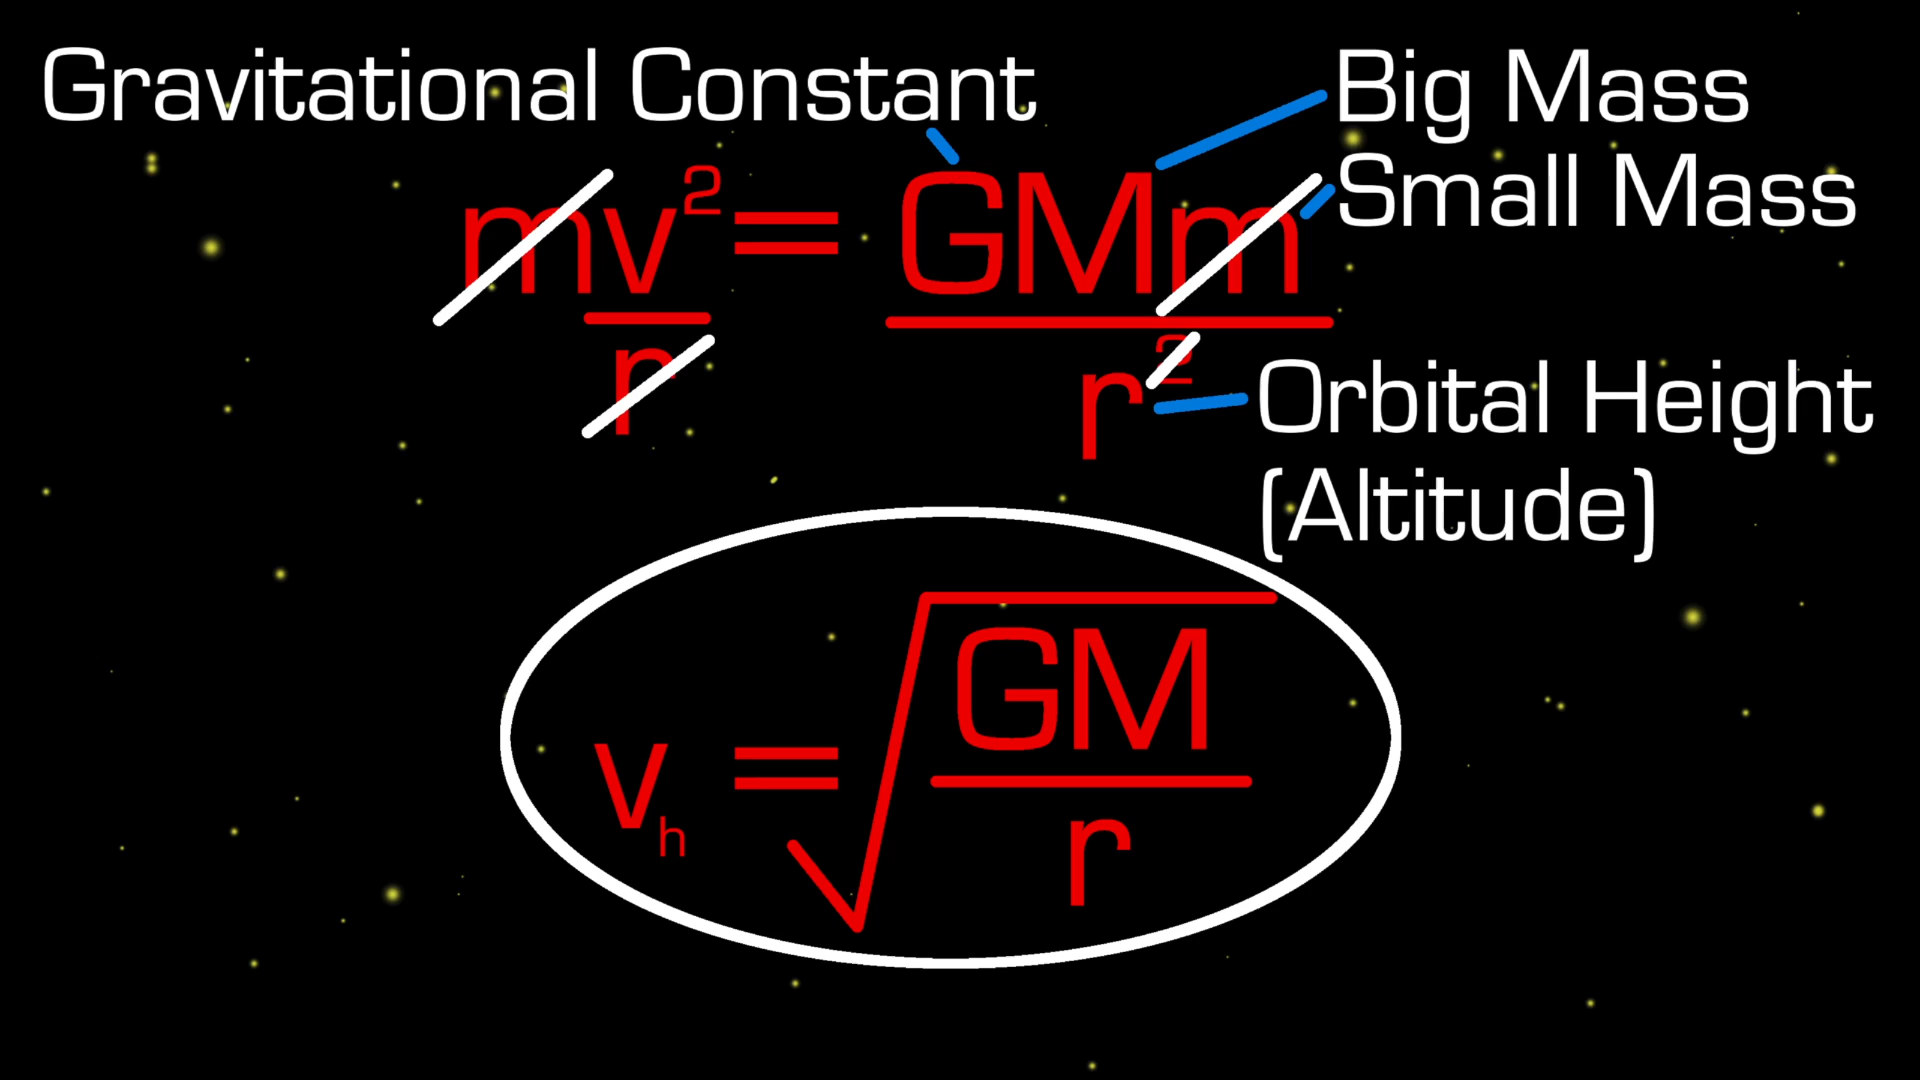 Gravitational Constant
Big Mass
Small Mass
mv² = GMm
r r²
Orbital Height
(Altitude)
vₕ = √GM
r